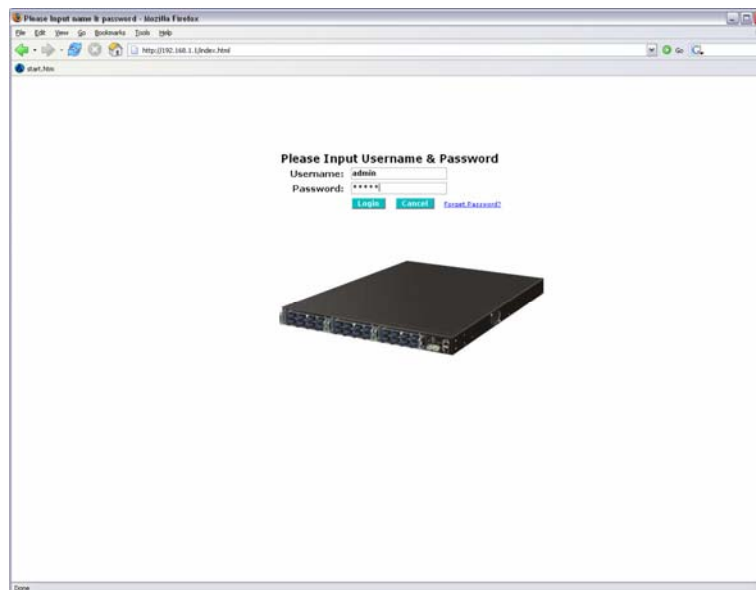 Please Input name & password - Mozilla Firefox
File Edit View Go Bookmarks Tools Help
http://192.168.1.1/index.html
Go
start.htm
Please Input Username & Password
Username: admin
Password: *****
Login Cancel Forget Password?
Done